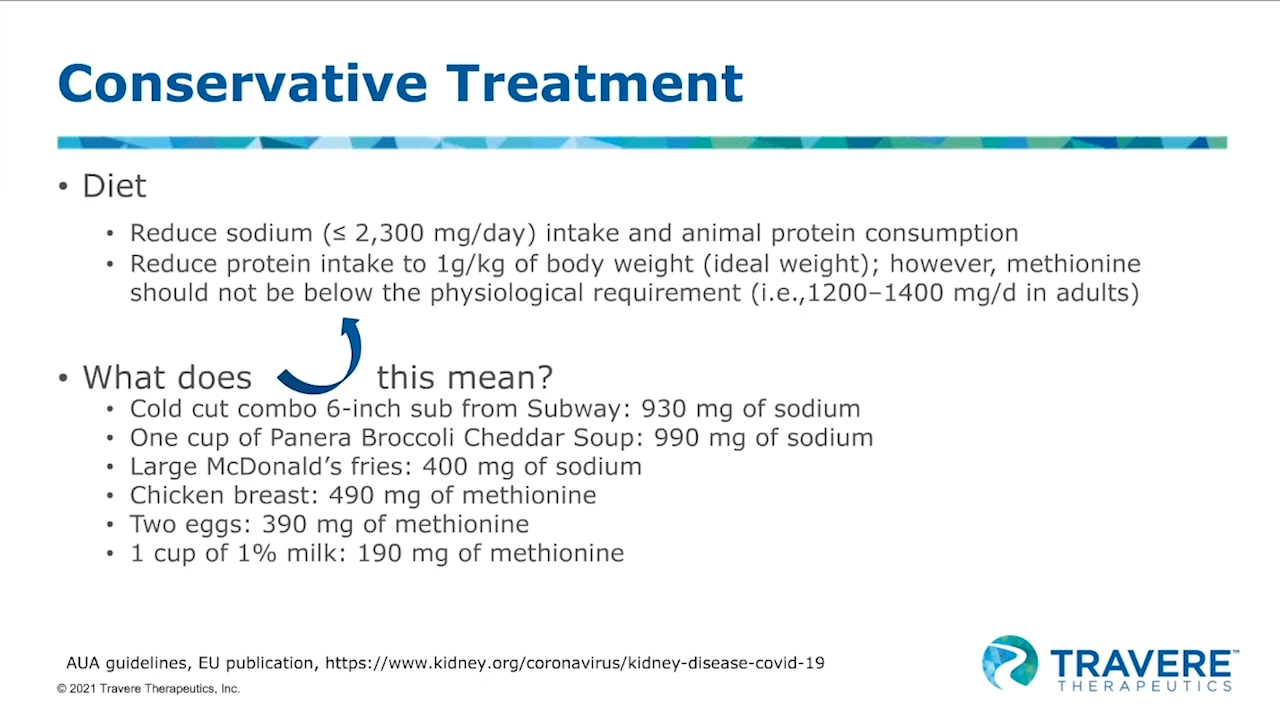 Conservative Treatment
• Diet
• Reduce sodium (≤ 2,300 mg/day) intake and animal protein consumption
• Reduce protein intake to 1g/kg of body weight (ideal weight); however, methionine
should not be below the physiological requirement (i.e.,1200–1400 mg/d in adults)
• What does this mean?
• Cold cut combo 6-inch sub from Subway: 930 mg of sodium
• One cup of Panera Broccoli Cheddar Soup: 990 mg of sodium
• Large McDonald’s fries: 400 mg of sodium
• Chicken breast: 490 mg of methionine
• Two eggs: 390 mg of methionine
• 1 cup of 1% milk: 190 mg of methionine
AUA guidelines, EU publication, https://www.kidney.org/coronavirus/kidney-disease-covid-19
© 2021 Travere Therapeutics, Inc.
TRAVERE™
THERAPEUTICS